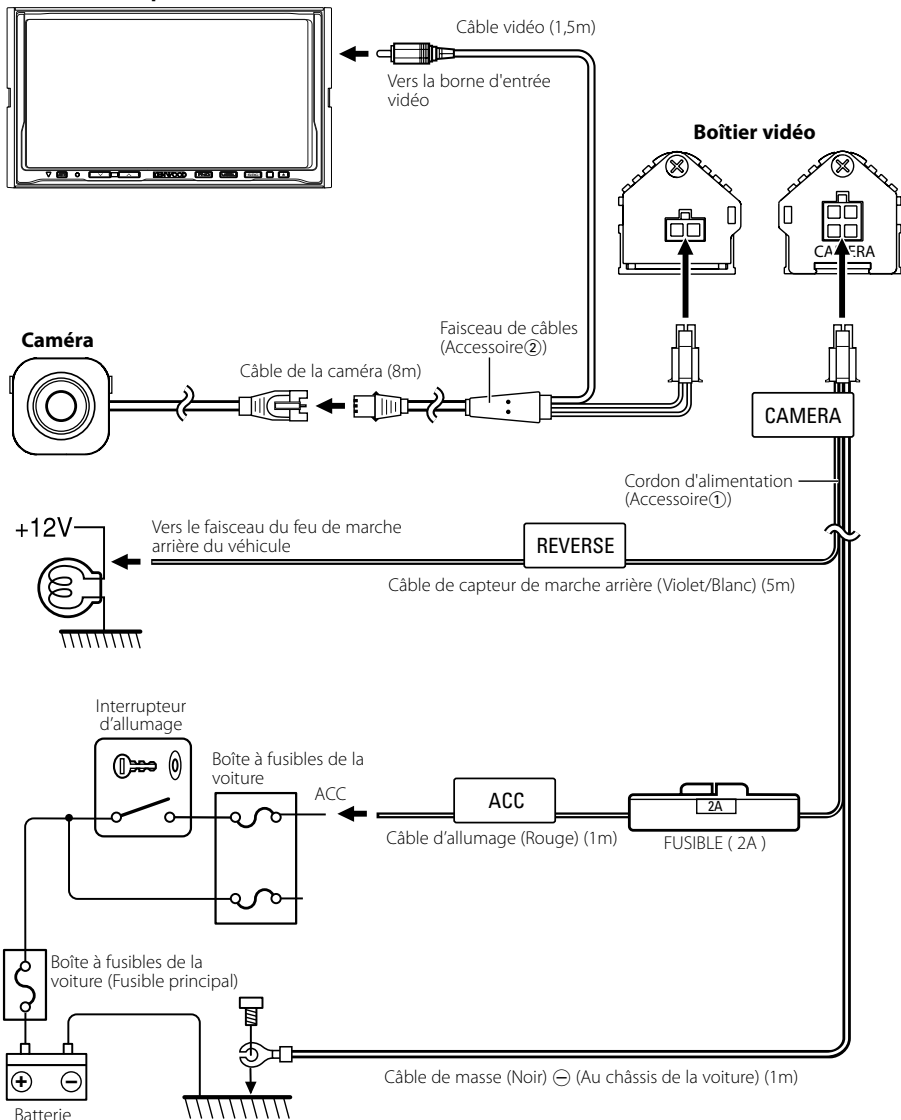 Câble vidéo (1,5m)
Vers la borne d'entrée
vidéo
KENWOOD
Boîtier vidéo
CAMERA
Caméra
Faisceau de câbles
(Accessoire②)
Câble de la caméra (8m)
CAMERA
Cordon d'alimentation
(Accessoire①)
+12V
Vers le faisceau du feu de marche
arrière du véhicule
REVERSE
Câble de capteur de marche arrière (Violet/Blanc) (5m)
Interrupteur
d'allumage
Boîte à fusibles de la
voiture
ACC
ACC
2A
Câble d'allumage (Rouge) (1m)
FUSIBLE ( 2A )
Boîte à fusibles de la
voiture (Fusible principal)
Câble de masse (Noir) ⊖ (Au châssis de la voiture) (1m)
Batterie